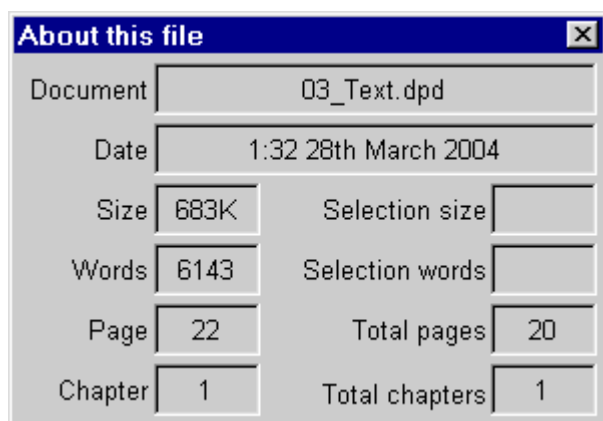 About this file
Document 03_Text.dpd
Date 1:32 28th March 2004
Size 683K Selection size
Words 6143 Selection words
Page 22 Total pages 20
Chapter 1 Total chapters 1